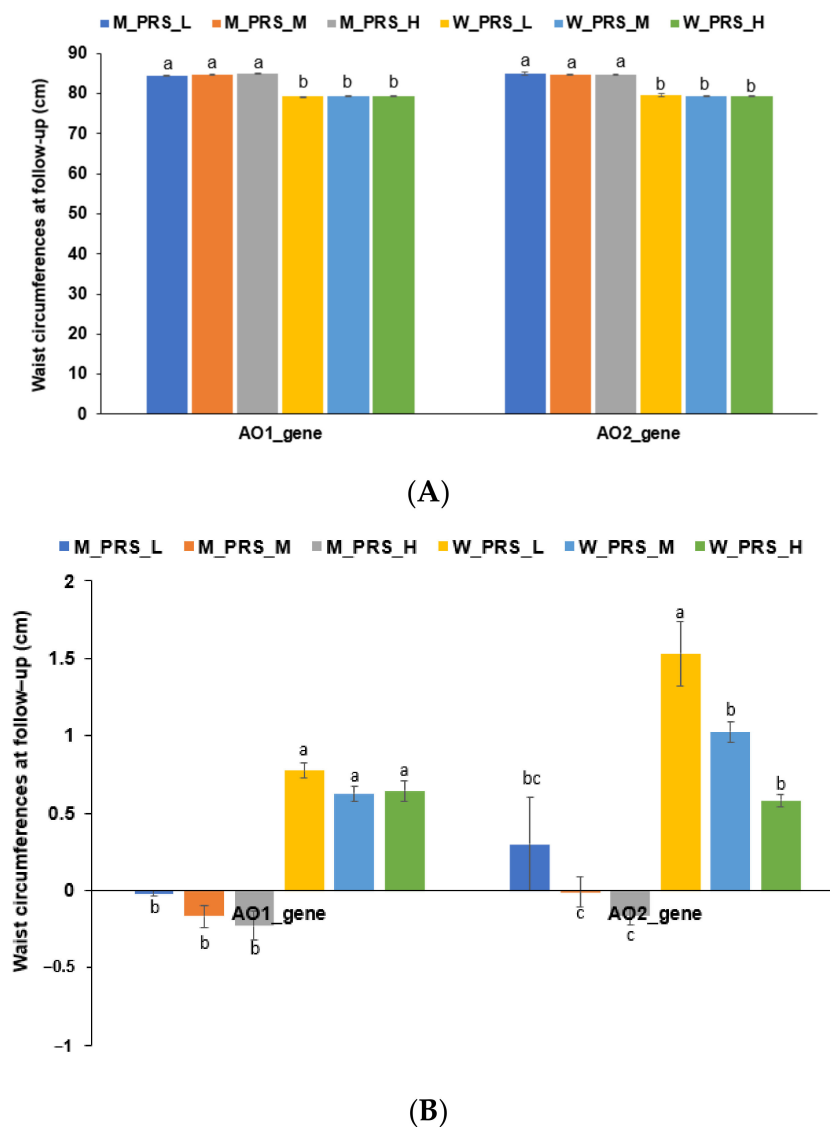 M_PRS_L M_PRS_M M_PRS_H W_PRS_L W_PRS_M W_PRS_H
Waist circumferences at follow-up (cm)
90
80
70
60
50
40
30
20
10
0
a a a b b b a a a b b b
AO1_gene AO2_gene
(A)
M_PRS_L M_PRS_M M_PRS_H W_PRS_L W_PRS_M W_PRS_H
Waist circumferences at follow–up (cm)
2
1.5
1
0.5
0
–0.5
–1
b b b a a a bc c c a b b
AO1_gene AO2_gene
(B)